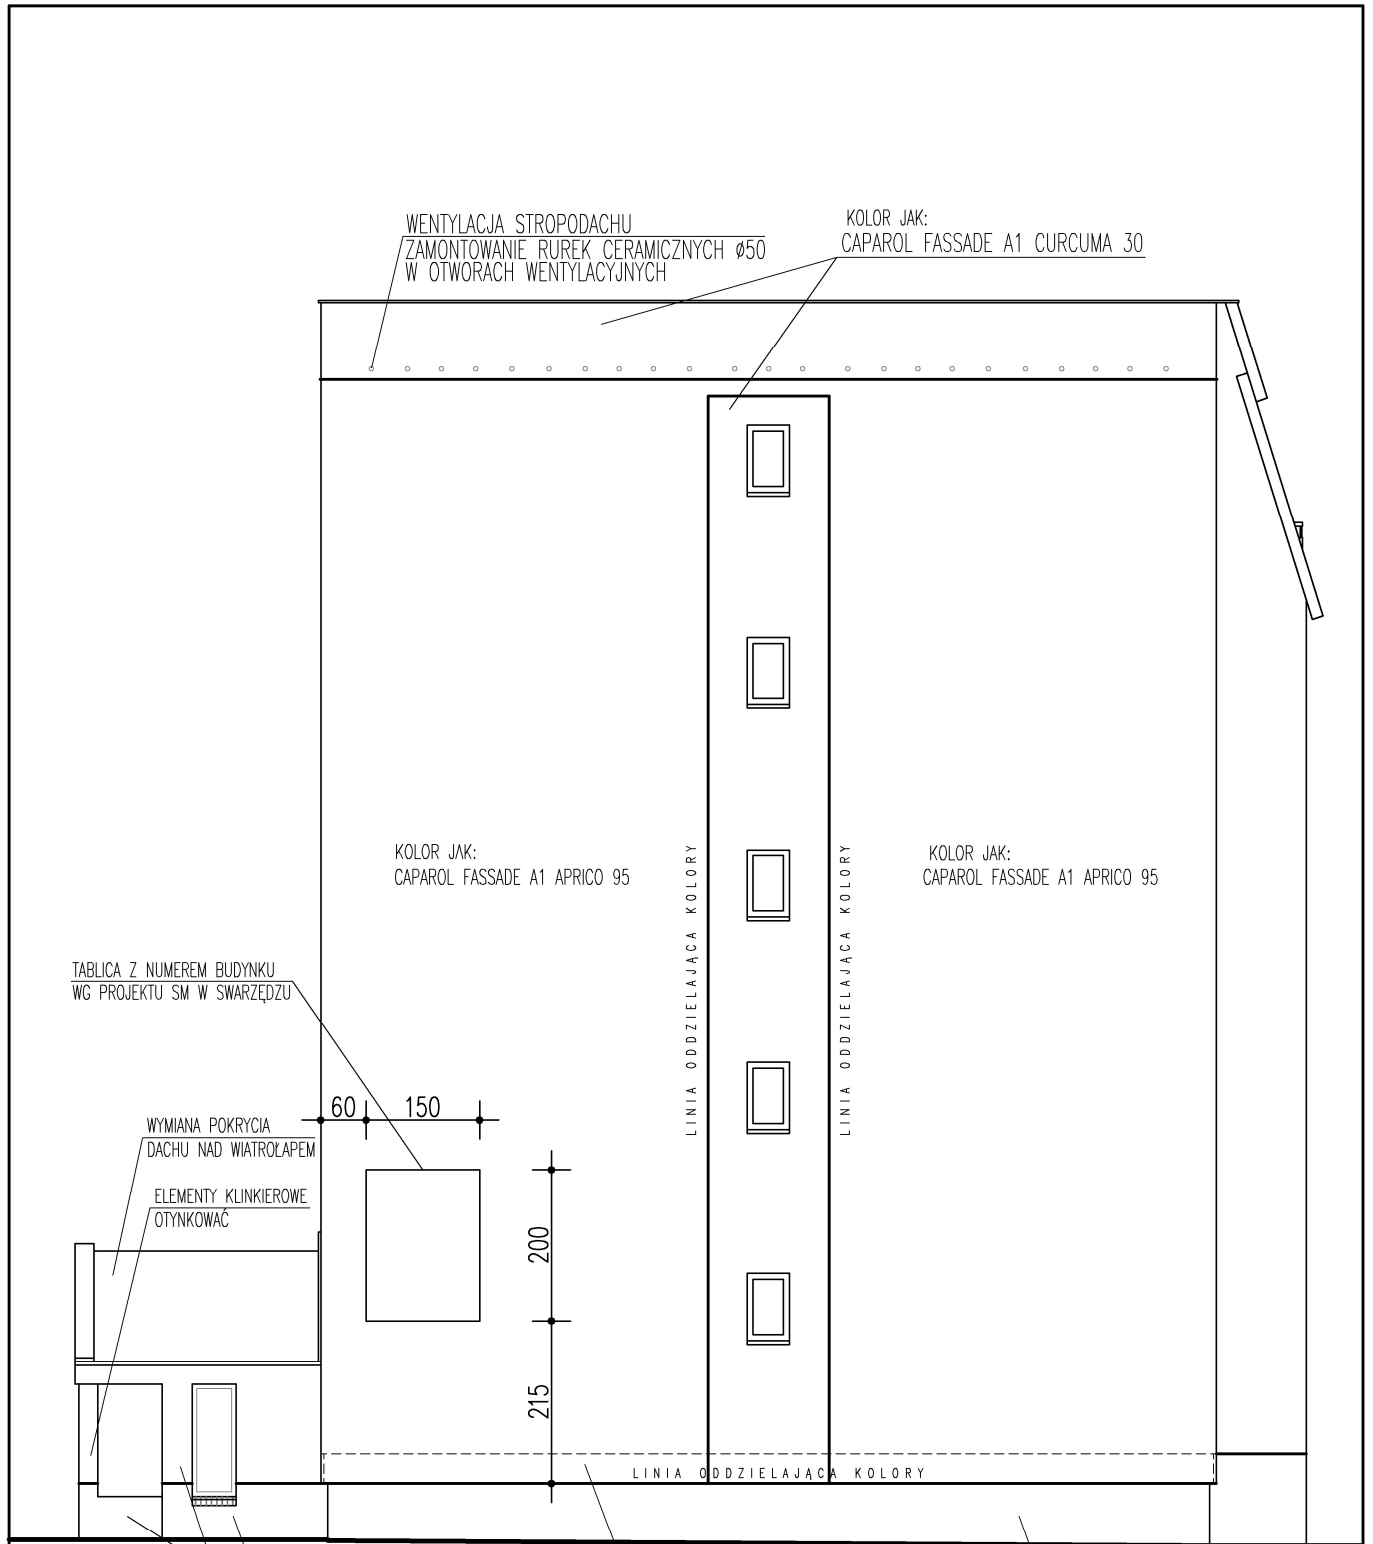 WENTYLACJA STROPODACHU
ZAMONTOWANIE RUREK CERAMICZNYCH Ø50
W OTWORACH WENTYLACYJNYCH
KOLOR JAK:
CAPAROL FASSADE A1 CURCUMA 30
KOLOR JAK:
CAPAROL FASSADE A1 APRICO 95
LINIA ODDZIELAJĄCA KOLORY
LINIA ODDZIELAJĄCA KOLORY
KOLOR JAK:
CAPAROL FASSADE A1 APRICO 95
TABLICA Z NUMEREM BUDYNKU
WG PROJEKTU SM W SWARZĘDZU
60
150
WYMIANA POKRYCIA
DACHU NAD WIATROŁAPEM
ELEMENTY KLINKIEROWE
OTYNKOWAĆ
200
215
LINIA ODDZIELAJĄCA KOLORY